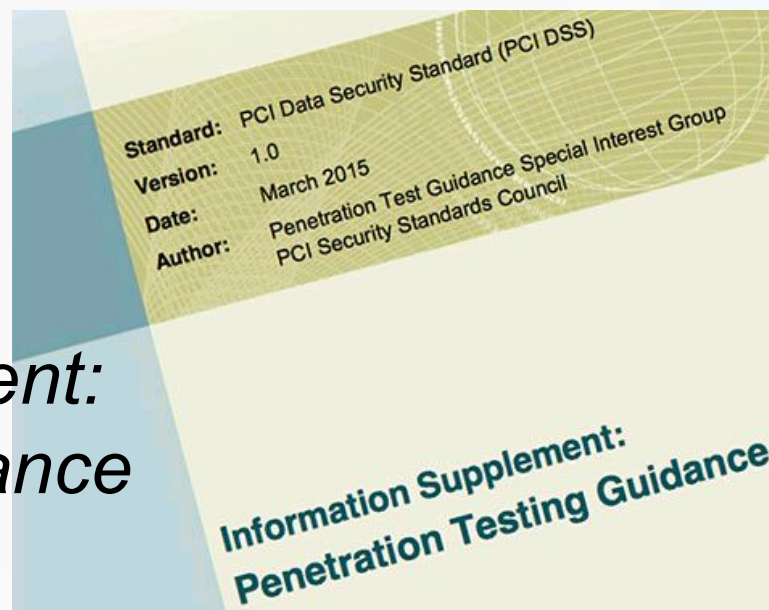 Standard: PCI Data Security Standard (PCI DSS)
Version: 1.0
Date: March 2015
Author: Penetration Test Guidance Special Interest Group
PCI Security Standards Council
ent:
ance
Information Supplement:
Penetration Testing Guidance